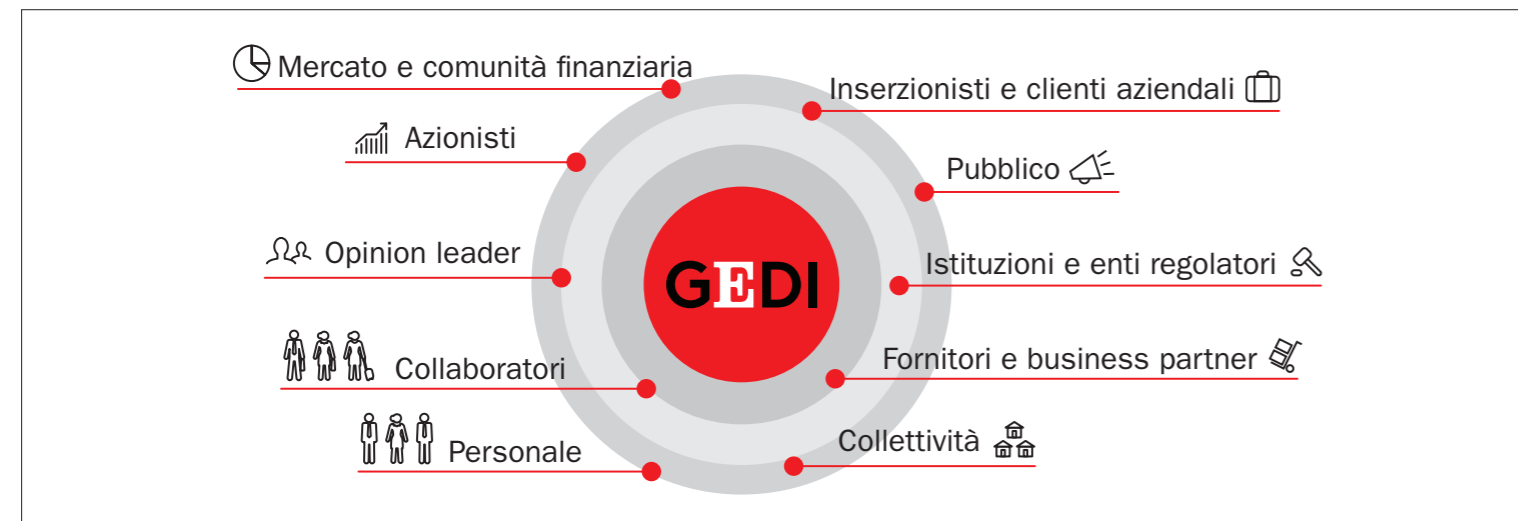 Mercato e comunità finanziaria
Inserzionisti e clienti aziendali
Azionisti
Pubblico
Opinion leader
Istituzioni e enti regolatori
GEDI
Collaboratori
Fornitori e business partner
Personale
Collettività